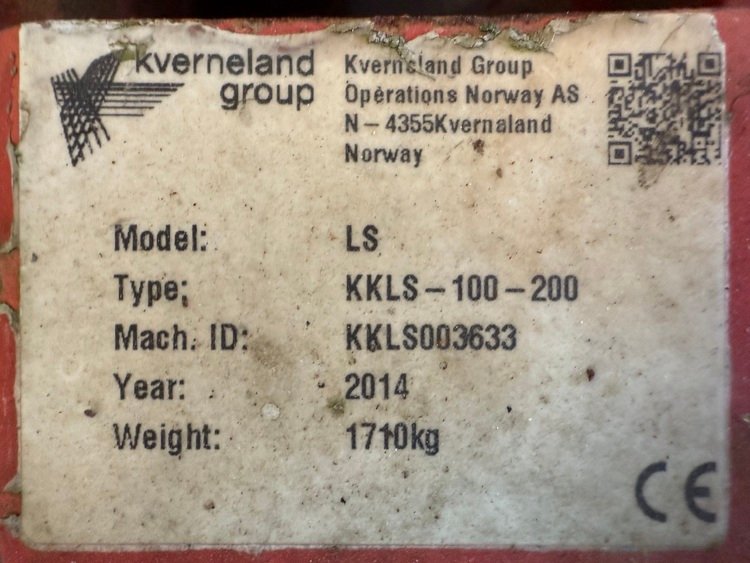 kverneland
group
Kverneland Group
Operations Norway AS
N-4355Kvernaland
Norway
Model: LS
Type: KKLS-100-200
Mach. ID: KKLS003633
Year: 2014
Weight: 1710kg
CE